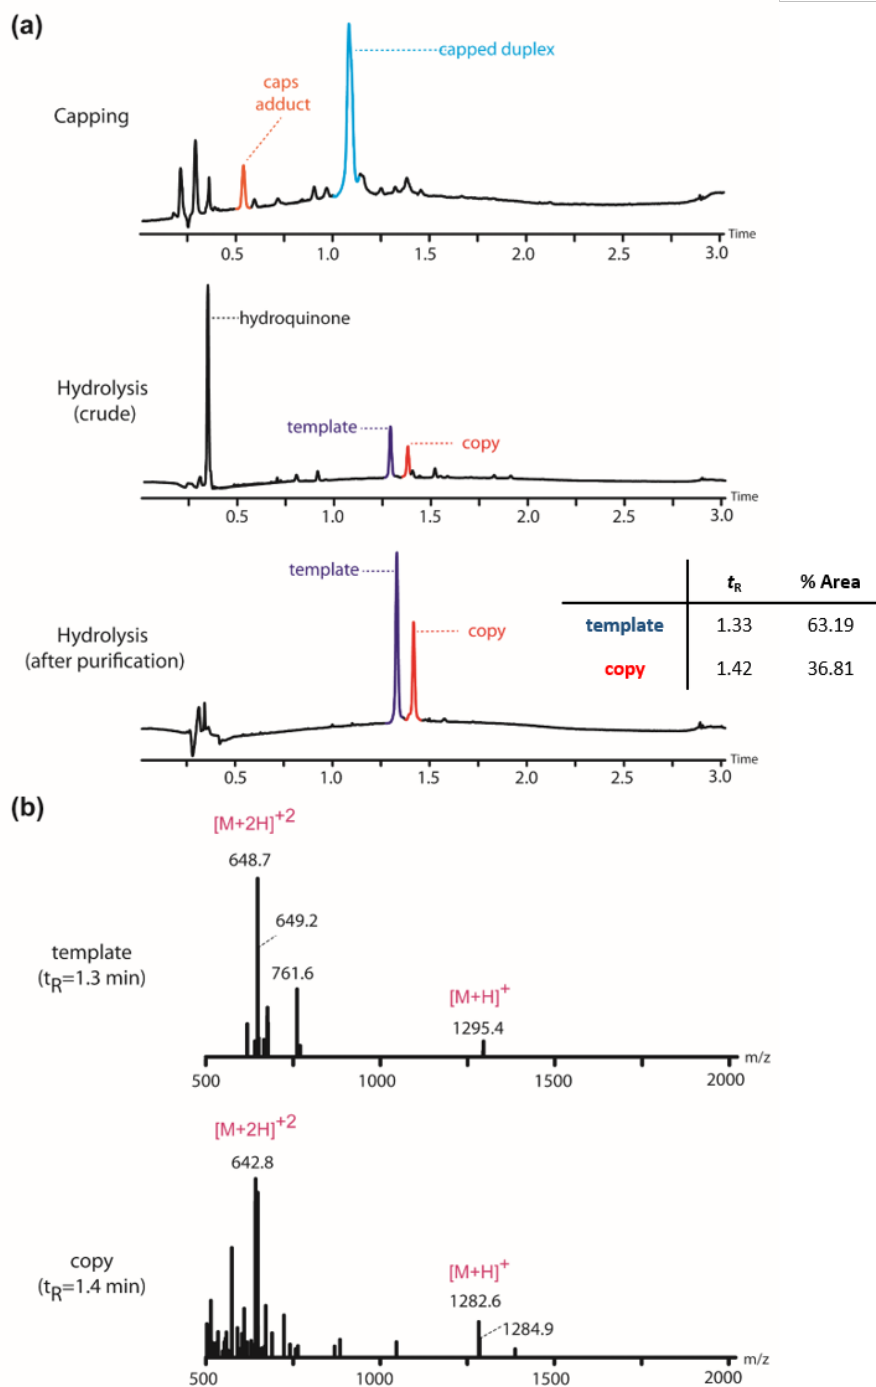 (a)
capped duplex
caps
adduct
Capping
Time
0.5 1.0 1.5 2.0 2.5 3.0
hydroquinone
Hydrolysis
(crude)
template
copy
Time
0.5 1.0 1.5 2.0 2.5 3.0
template
copy
Hydrolysis
(after purification)
tR % Area
template 1.33 63.19
copy 1.42 36.81
Time
0.5 1.0 1.5 2.0 2.5 3.0
(b)
[M+2H]+2
648.7
649.2
template
(tR=1.3 min)
761.6
[M+H]+
1295.4
m/z
500 1000 1500 2000
[M+2H]+2
642.8
copy
(tR=1.4 min)
[M+H]+
1282.6
1284.9
m/z
500 1000 1500 2000